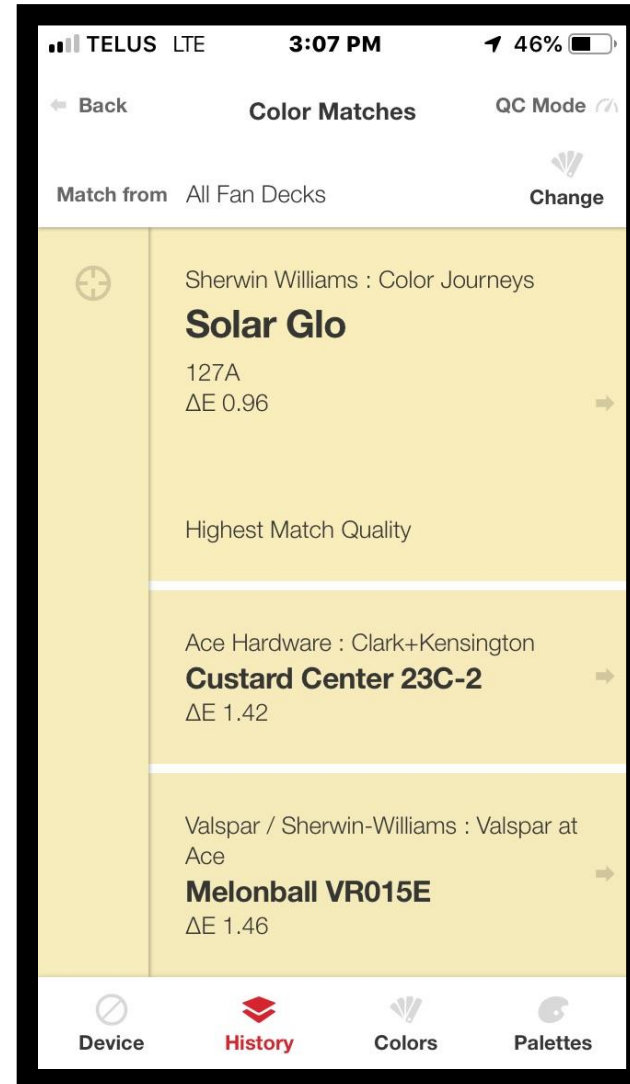 TELUS LTE 3:07 PM 46%
Back Color Matches QC Mode
Match from All Fan Decks Change
Sherwin Williams : Color Journeys
Solar Glo
127A
ΔE 0.96
Highest Match Quality
Ace Hardware : Clark+Kensington
Custard Center 23C-2
ΔE 1.42
Valspar / Sherwin-Williams : Valspar at
Ace
Melonball VR015E
ΔE 1.46
Device History Colors Palettes